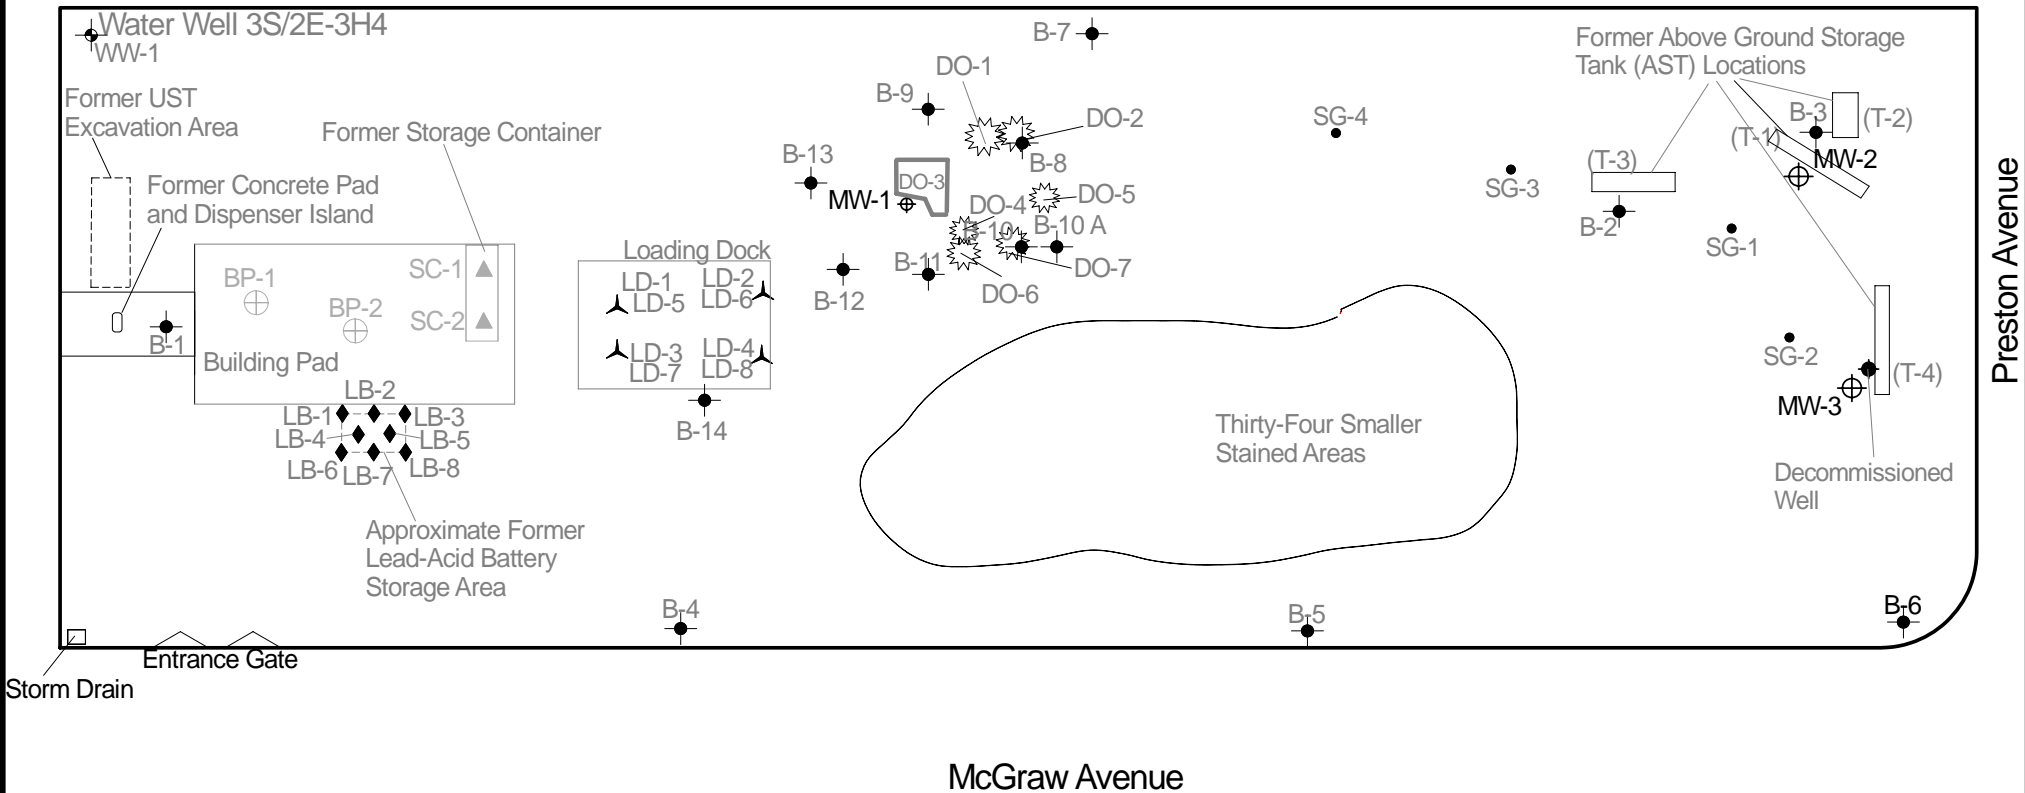 Water Well 3S/2E-3H4
WW-1
Former UST
Excavation Area
Former Storage Container
Former Concrete Pad
and Dispenser Island
BP-1
BP-2
SC-1
SC-2
B-1
Building Pad
LB-2
LB-1
LB-3
LB-4
LB-5
LB-6
LB-7
LB-8
Approximate Former
Lead-Acid Battery
Storage Area
Loading Dock
LD-1
LD-5
LD-2
LD-6
LD-3
LD-7
LD-4
LD-8
B-14
B-4
B-7
DO-1
B-9
DO-2
B-8
B-13
MW-1
DO-3
DO-4
DO-5
B-10
B-10 A
B-11
DO-7
DO-6
B-12
SG-4
SG-3
Thirty-Four Smaller
Stained Areas
B-5
Former Above Ground Storage
Tank (AST) Locations
B-3
(T-2)
(T-1)
MW-2
(T-3)
B-2
SG-1
SG-2
(T-4)
MW-3
Decommissioned
Well
B-6
Preston Avenue
Entrance Gate
Storm Drain
McGraw Avenue